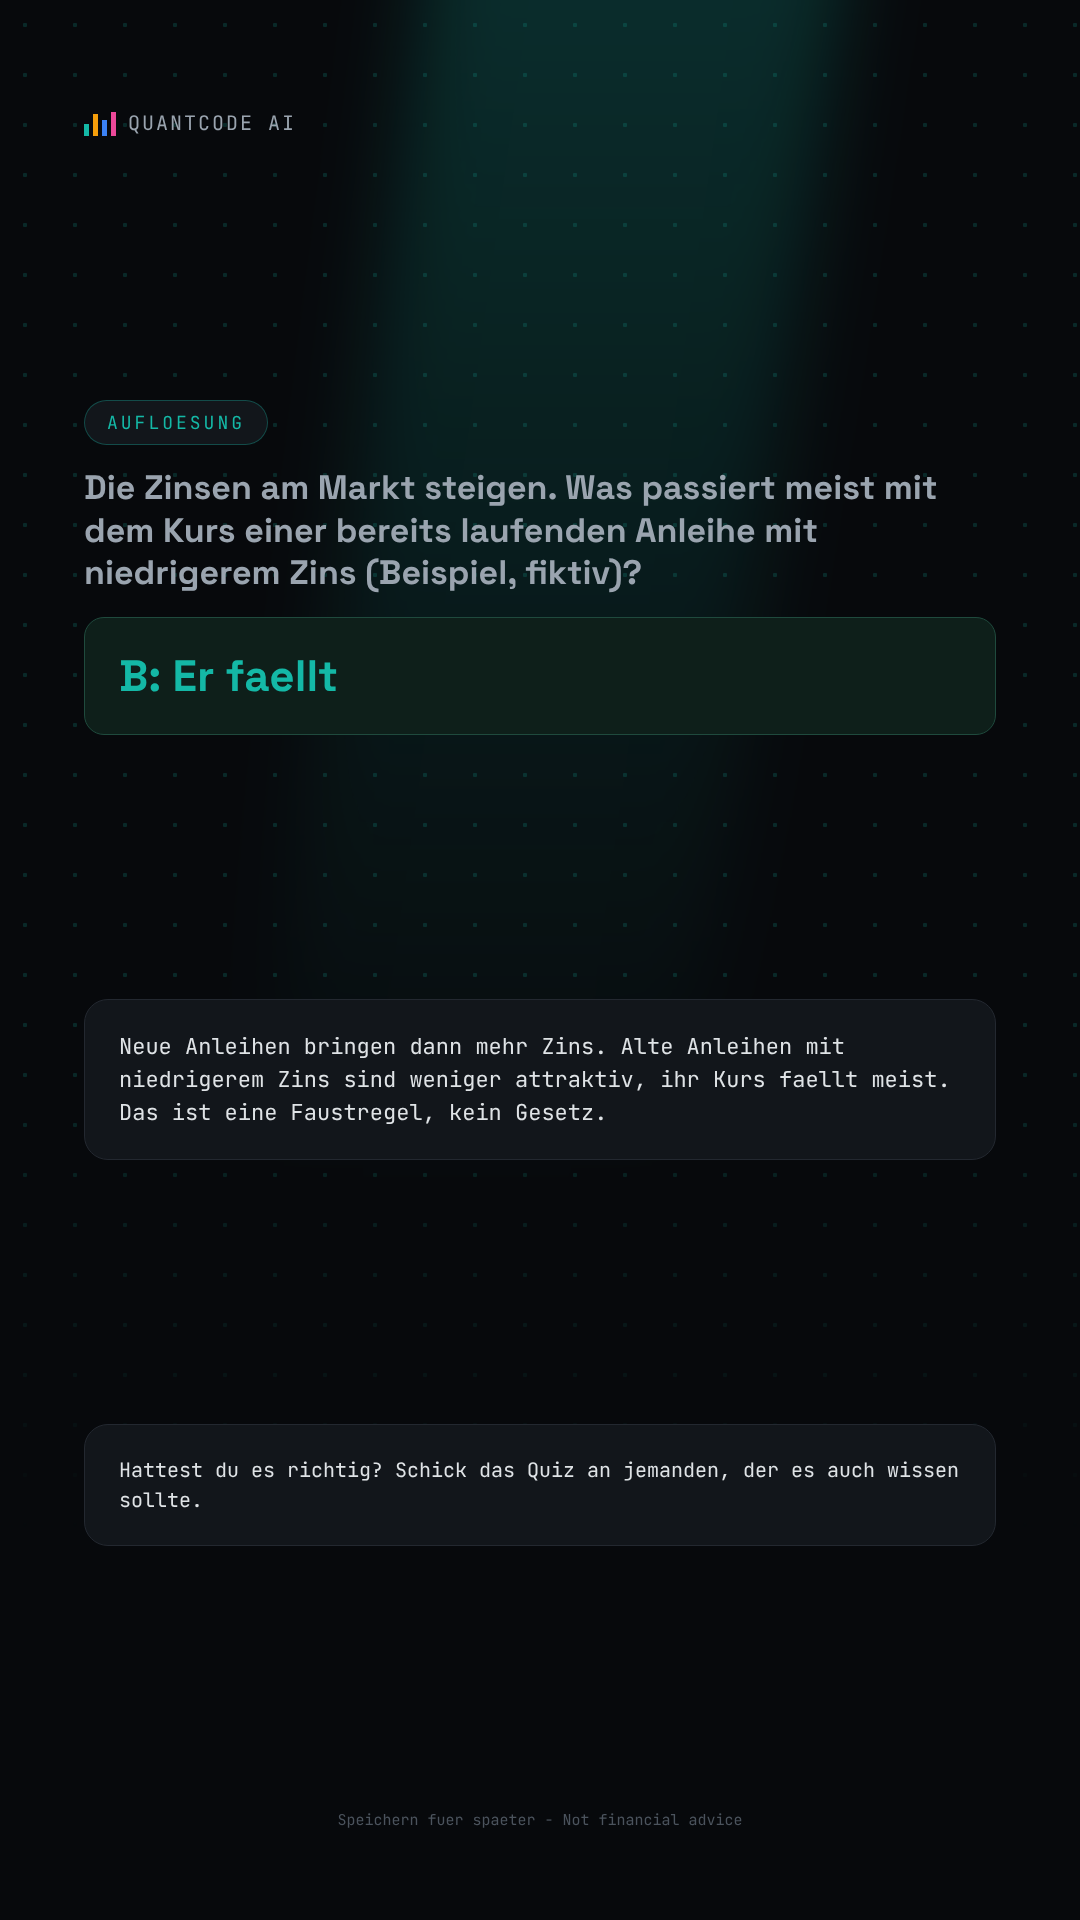 QUANTCODE AI
AUFLOESUNG
Die Zinsen am Markt steigen. Was passiert meist mit
dem Kurs einer bereits laufenden Anleihe mit
niedrigerem Zins (Beispiel, fiktiv)?
B: Er faellt
Neue Anleihen bringen dann mehr Zins. Alte Anleihen mit
niedrigerem Zins sind weniger attraktiv, ihr Kurs faellt meist.
Das ist eine Faustregel, kein Gesetz.
Hattest du es richtig? Schick das Quiz an jemanden, der es auch wissen
sollte.
Speichern fuer spaeter - Not financial advice